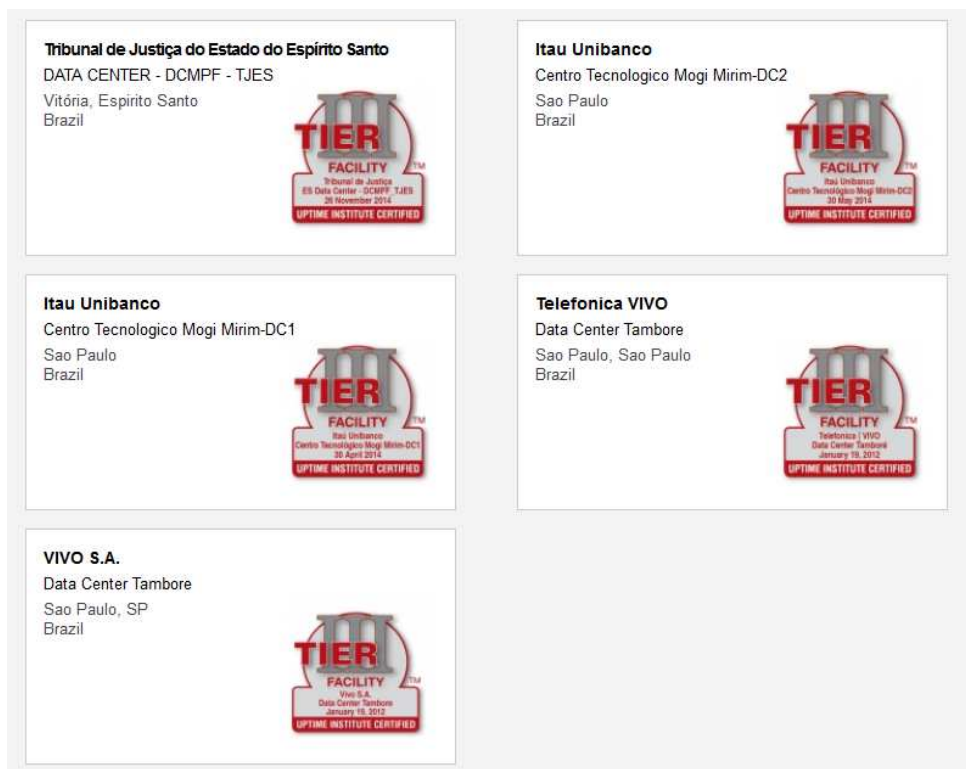 Tribunal de Justiça do Estado do Espírito Santo
DATA CENTER - DCMPF - TJES
Vitória, Espirito Santo
Brazil
III
TIER
FACILITY TM
Tribunal de Justiça
ES Data Center - DCMPF_TJES
26 November 2014
UPTIME INSTITUTE CERTIFIED
Itau Unibanco
Centro Tecnologico Mogi Mirim-DC2
Sao Paulo
Brazil
III
TIER
FACILITY TM
Itaú Unibanco
Centro Tecnológico Mogi Mirim-DC2
30 May 2014
UPTIME INSTITUTE CERTIFIED
Itau Unibanco
Centro Tecnologico Mogi Mirim-DC1
Sao Paulo
Brazil
III
TIER
FACILITY TM
Itaú Unibanco
Centro Tecnológico Mogi Mirim-DC1
30 April 2014
UPTIME INSTITUTE CERTIFIED
Telefonica VIVO
Data Center Tambore
Sao Paulo, Sao Paulo
Brazil
III
TIER
FACILITY TM
Telefonica | VIVO
Data Center Tamboré
January 19, 2012
UPTIME INSTITUTE CERTIFIED
VIVO S.A.
Data Center Tambore
Sao Paulo, SP
Brazil
III
TIER
FACILITY TM
Vivo S.A.
Data Center Tambore
January 19, 2012
UPTIME INSTITUTE CERTIFIED